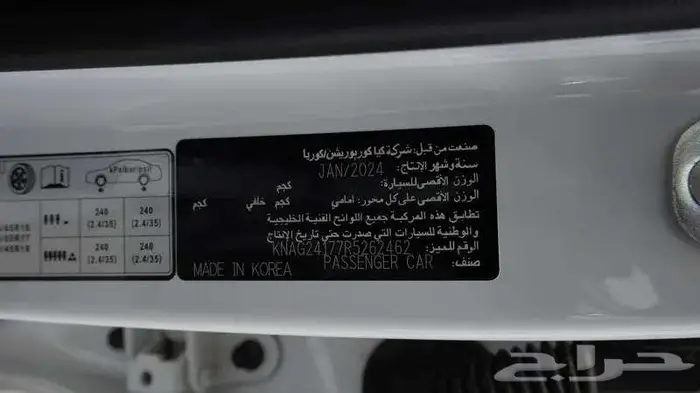 صنعت من قبل: شركة كيا كوربوريشن/كوريا
سنة وشهر الإنتاج: JAN/2024
الوزن الأقصى للسيارة: كجم
الوزن الأقصى على كل محور: أمامي كجم خلفي كجم
تطابق هذه المركبة جميع اللوائح الفنية الخليجية
والوطنية للسيارات التي صدرت حتى تاريخ الإنتاج
الرقم المميز: KNAG24177R5262462
صنف: PASSENGER CAR
MADE IN KOREA
kPa(bar,psi)
240 240
(2.4/35) (2.4/35)
240 240
(2.4/35) (2.4/35)
حراج